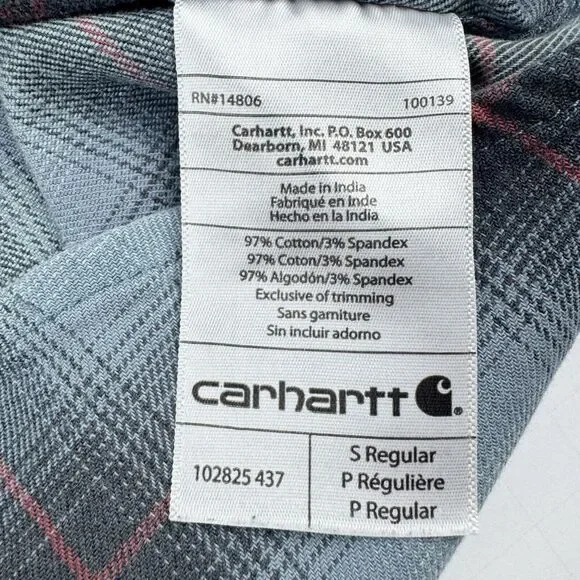 RN#14806 100139
Carhartt, Inc. P.O. Box 600
Dearborn, MI 48121 USA
carhartt.com
Made in India
Fabriqué en Inde
Hecho en la India
97% Cotton/3% Spandex
97% Coton/3% Spandex
97% Algodón/3% Spandex
Exclusive of trimming
Sans garniture
Sin incluir adorno
carhartt
102825 437
S Regular
P Régulière
P Regular